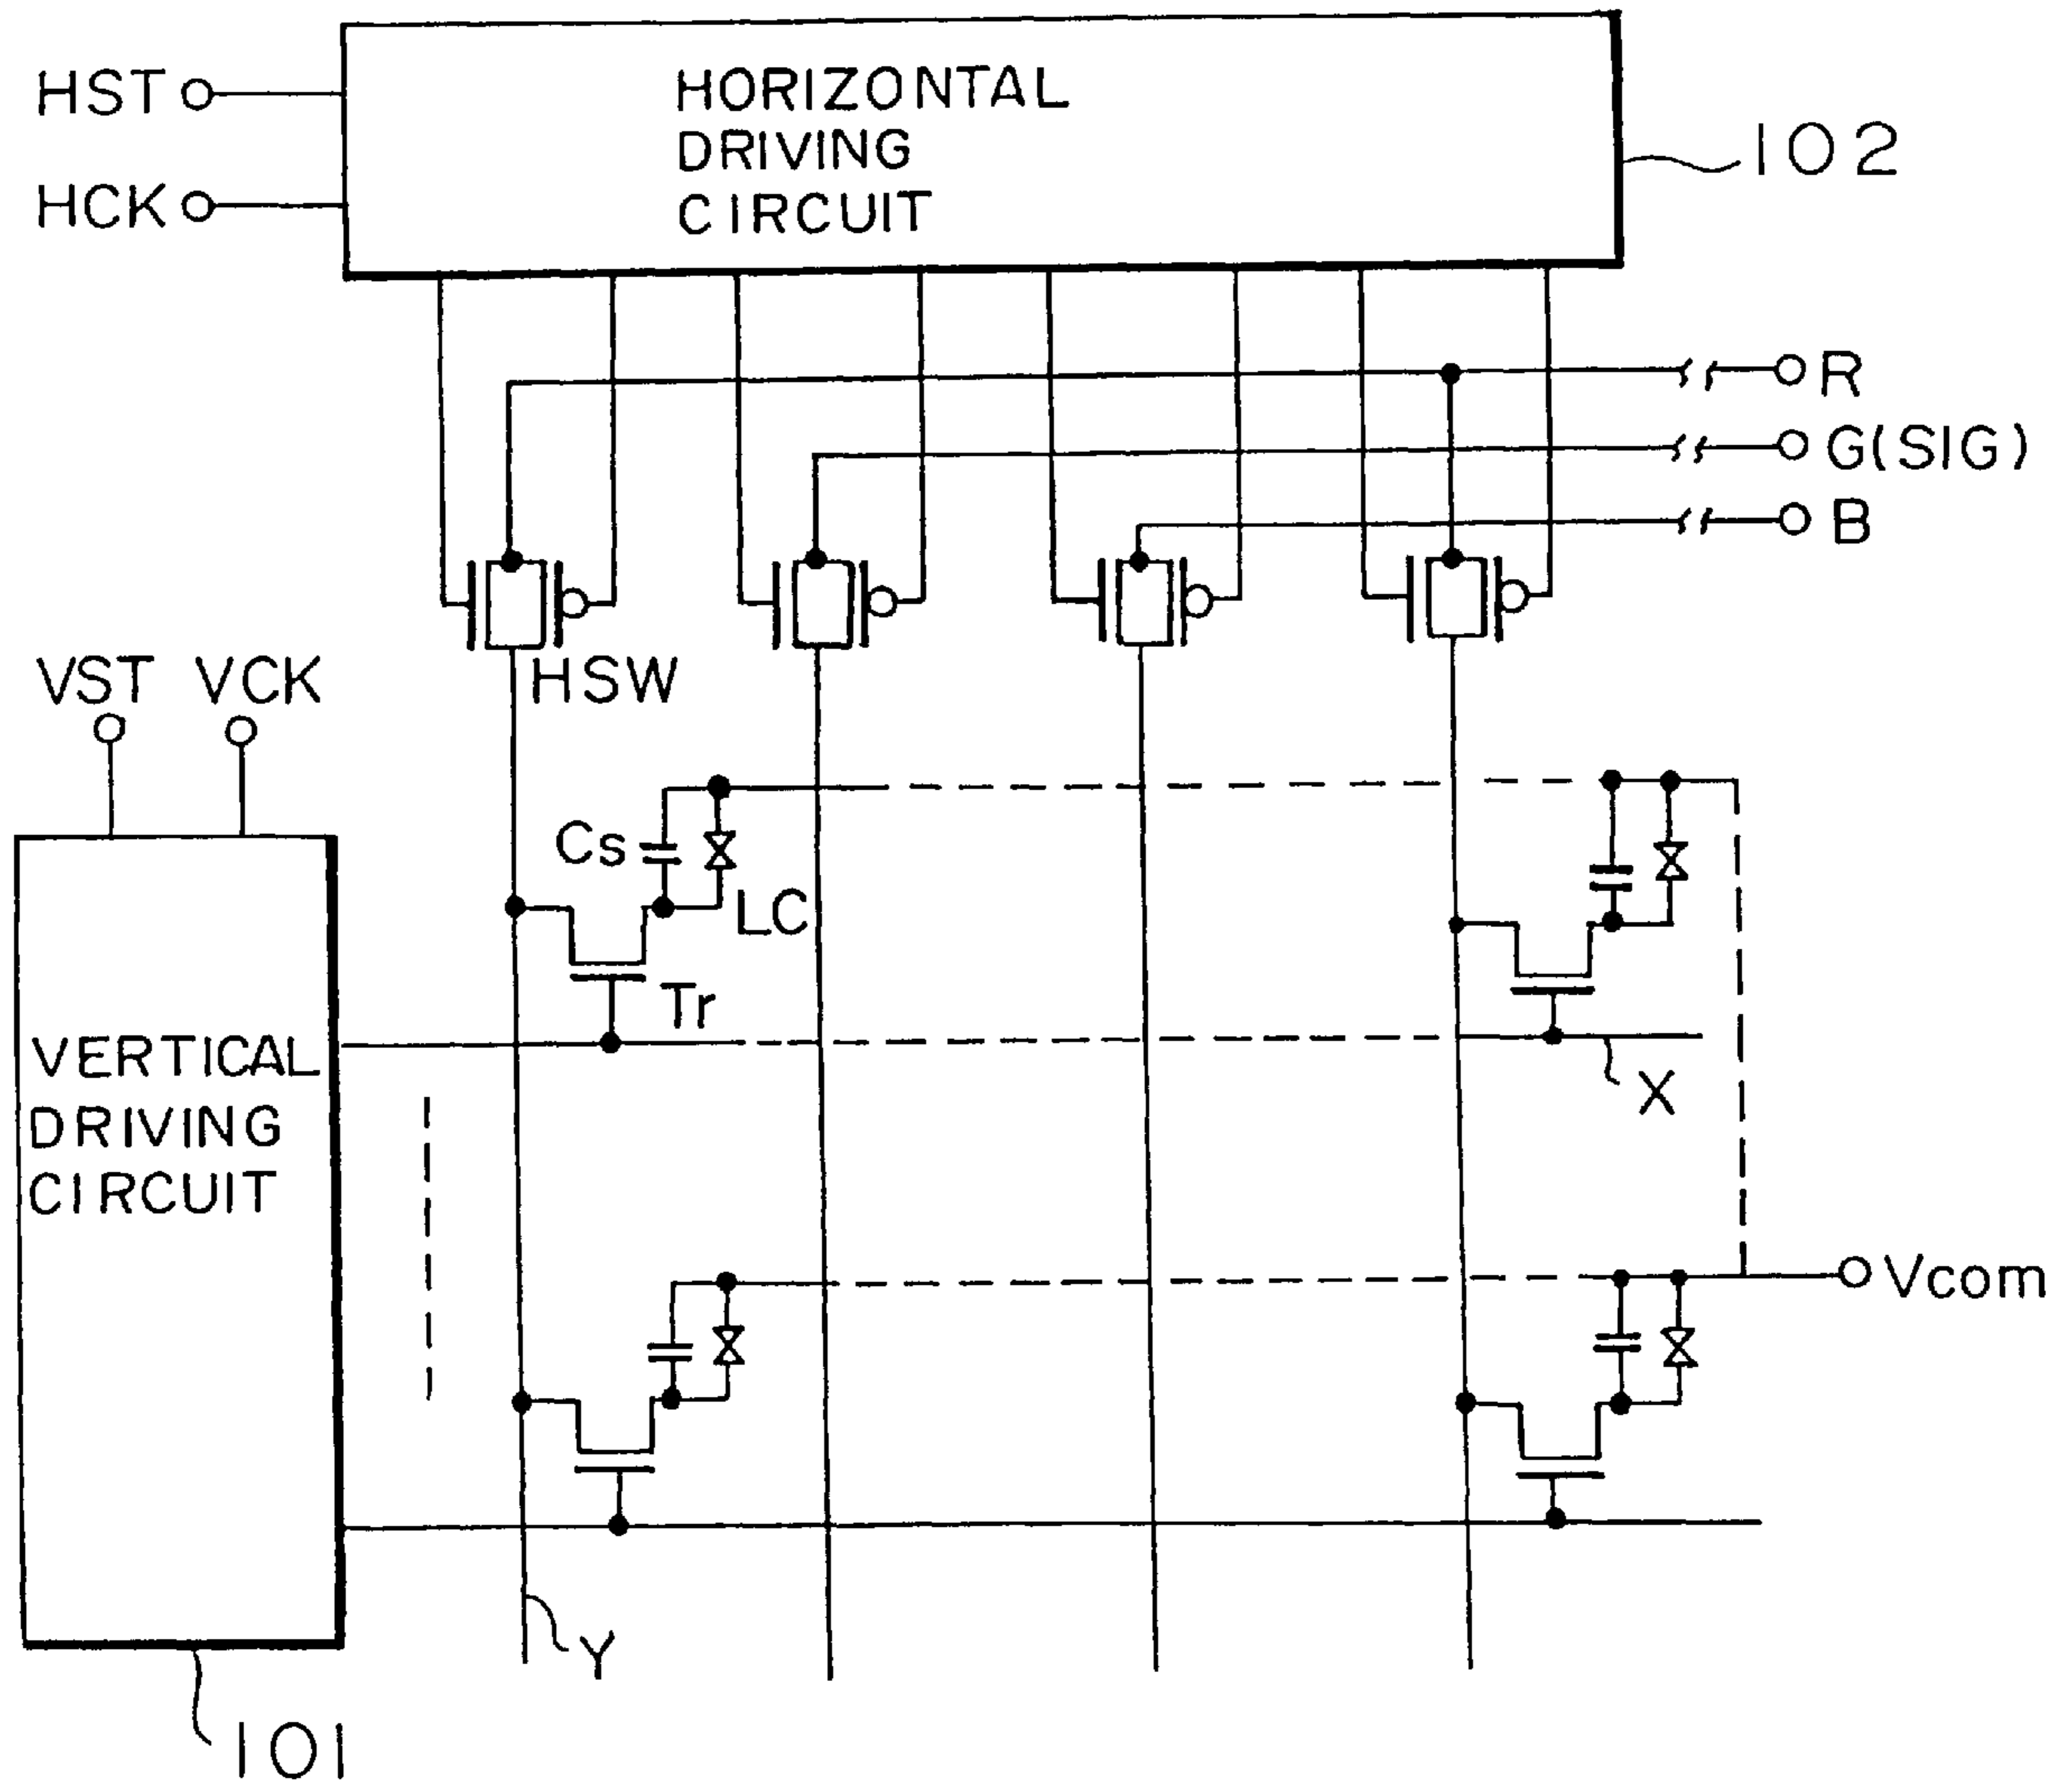 HST
HORIZONTAL
DRIVING
CIRCUIT
102
HCK
R
G(SIG)
B
HSW
VST VCK
Cs
LC
Tr
VERTICAL
DRIVING
CIRCUIT
X
Vcom
Y
101